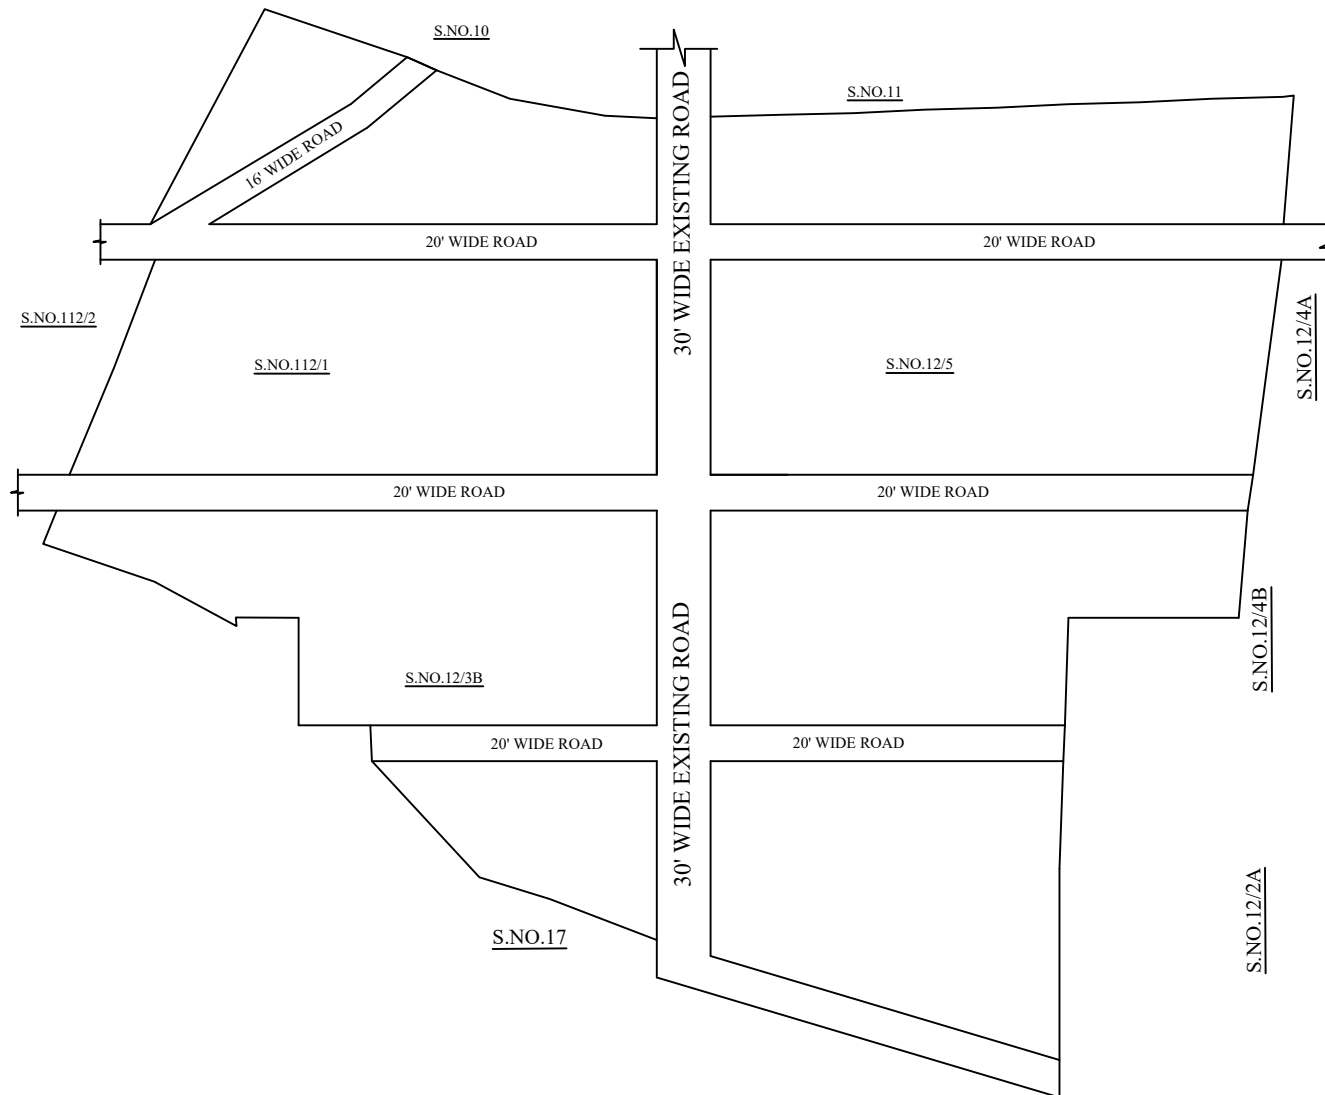 S.NO.10
S.NO.11
16' WIDE ROAD
30' WIDE EXISTING ROAD
20' WIDE ROAD
20' WIDE ROAD
S.NO.112/2
S.NO.112/1
S.NO.12/5
S.NO.12/4A
20' WIDE ROAD
20' WIDE ROAD
S.NO.12/4B
S.NO.12/3B
30' WIDE EXISTING ROAD
20' WIDE ROAD
20' WIDE ROAD
S.NO.17
S.NO.12/2A